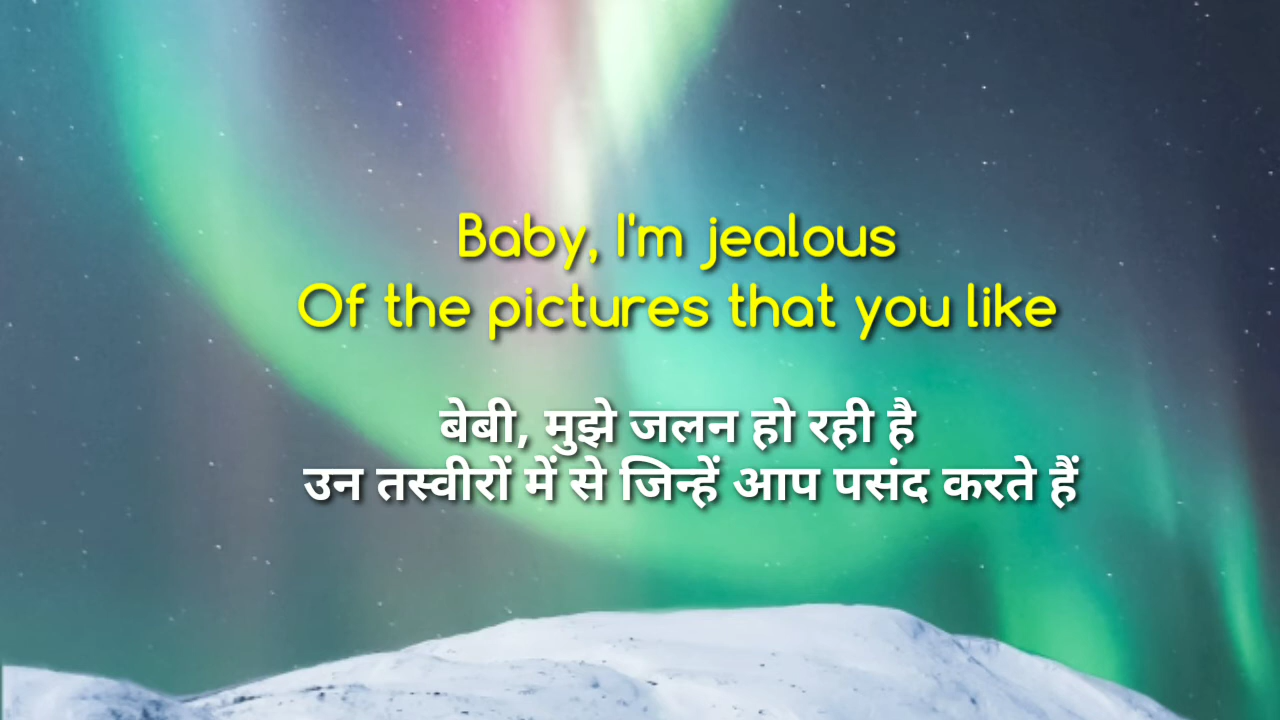 Baby, I'm jealous
Of the pictures that you like
बेबी, मुझे जलन हो रही है
उन तस्वीरों में से जिन्हें आप पसंद करते हैं